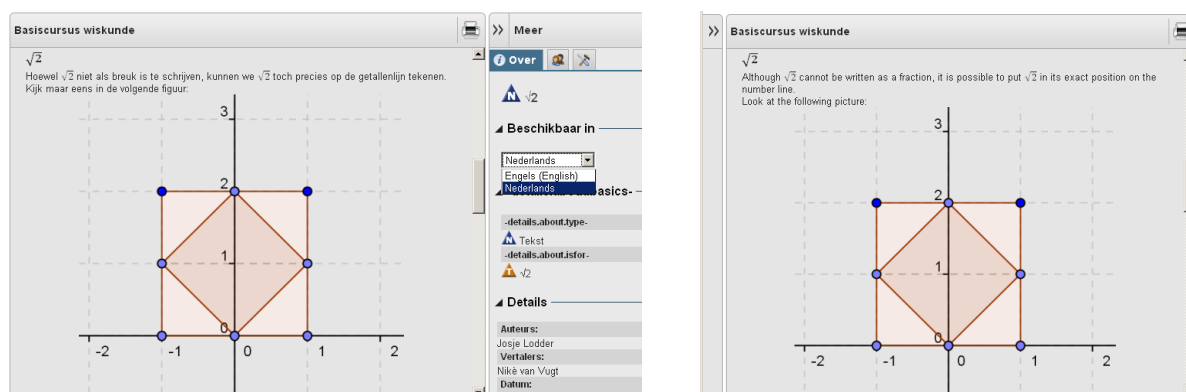 Basiscursus wiskunde
√2
Hoewel √2 niet als breuk is te schrijven, kunnen we √2 toch precies op de getallenlijn tekenen.
Kijk maar eens in de volgende figuur:
3
2
1
0
-2
-1
0
1
2
Meer
Over
N √2
Beschikbaar in
Nederlands
Engels (English)
Nederlands
asics-
-details.about.type-
N Tekst
-details.about.isfor-
√2
Details
Auteurs:
Josje Lodder
Vertalers:
Nikè van Vugt
Datum:
Basiscursus wiskunde
√2
Although √2 cannot be written as a fraction, it is possible to put √2 in its exact position on the
number line.
Look at the following picture:
3
2
1
0
-2
-1
0
1
2